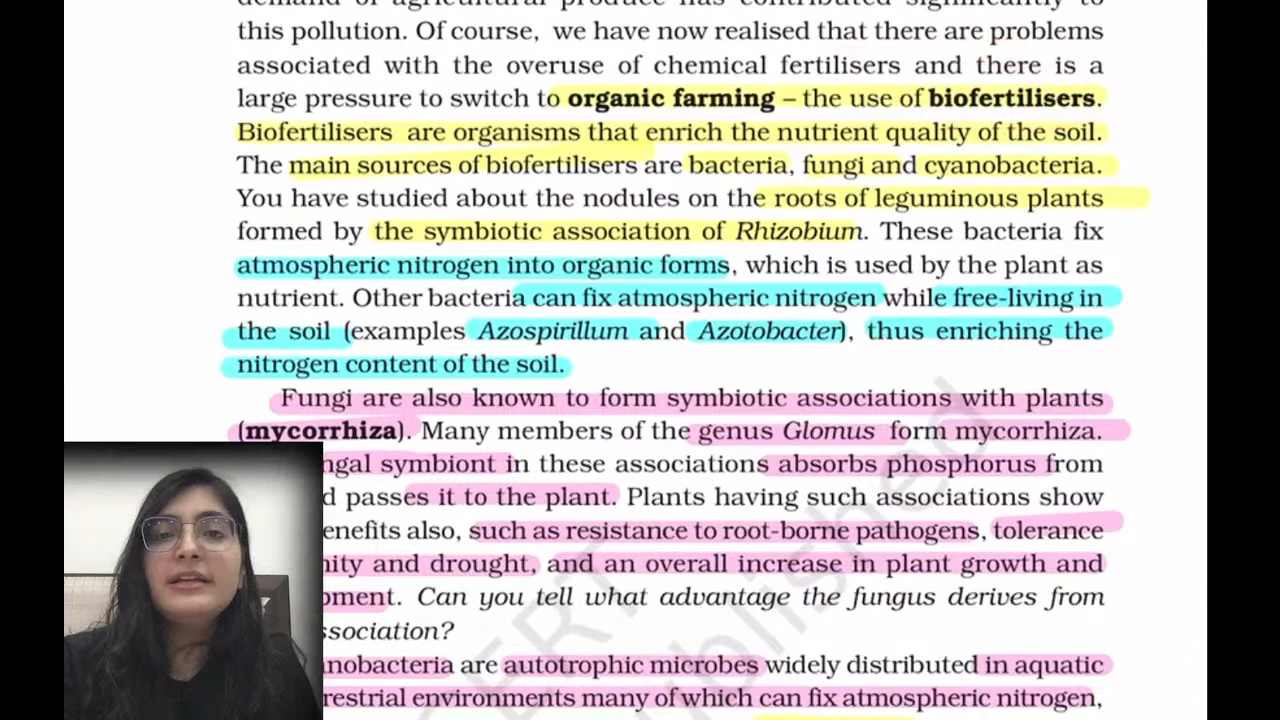 demand of agricultural produce has contributed significantly to
this pollution. Of course, we have now realised that there are problems
associated with the overuse of chemical fertilisers and there is a
large pressure to switch to organic farming – the use of biofertilisers.
Biofertilisers are organisms that enrich the nutrient quality of the soil.
The main sources of biofertilisers are bacteria, fungi and cyanobacteria.
You have studied about the nodules on the roots of leguminous plants
formed by the symbiotic association of Rhizobium. These bacteria fix
atmospheric nitrogen into organic forms, which is used by the plant as
nutrient. Other bacteria can fix atmospheric nitrogen while free-living in
the soil (examples Azospirillum and Azotobacter), thus enriching the
nitrogen content of the soil.
Fungi are also known to form symbiotic associations with plants
(mycorrhiza). Many members of the genus Glomus form mycorrhiza.
ngal symbiont in these associations absorbs phosphorus from
d passes it to the plant. Plants having such associations show
enefits also, such as resistance to root-borne pathogens, tolerance
nity and drought, and an overall increase in plant growth and
pment. Can you tell what advantage the fungus derives from
ssociation?
nobacteria are autotrophic microbes widely distributed in aquatic
restrial environments many of which can fix atmospheric nitrogen,